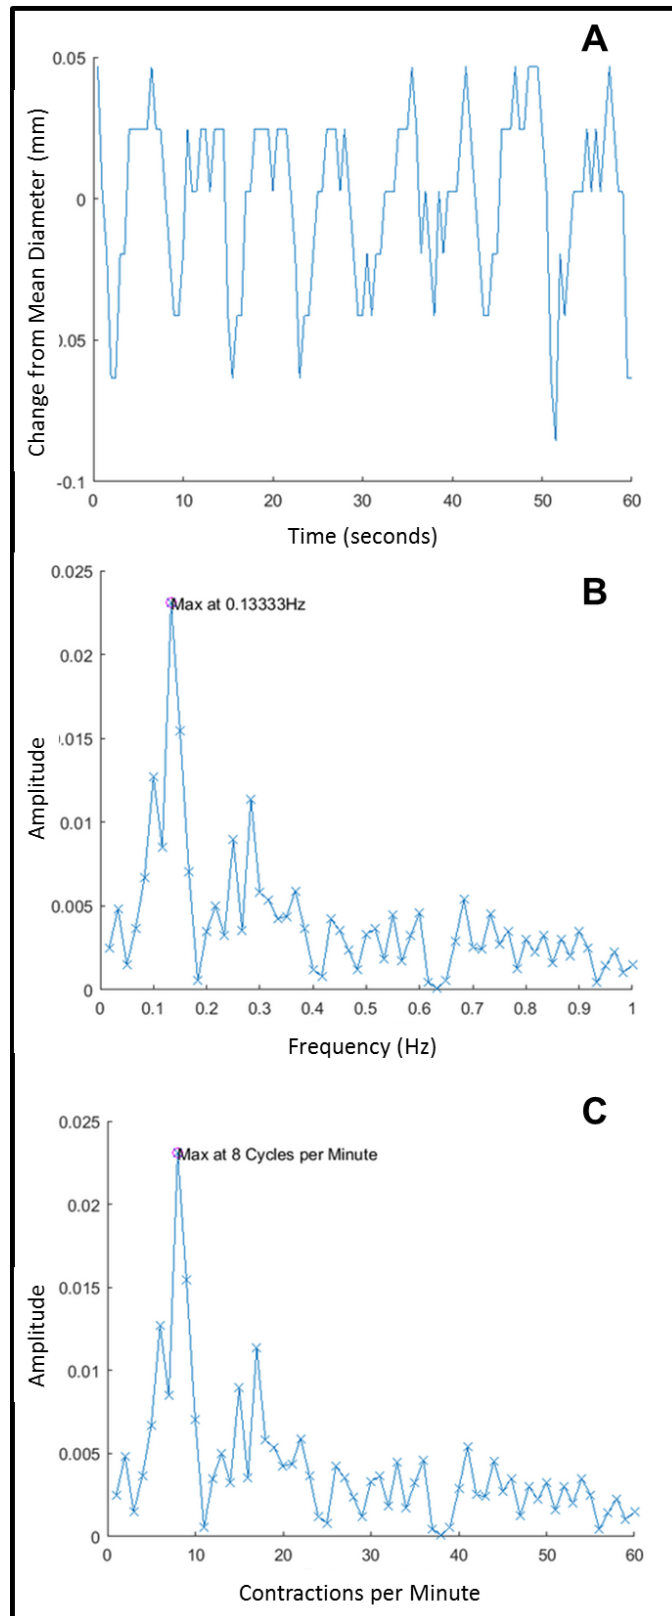 A
0.05
0
).05
-0.1
0 10 20 30 40 50 60
Change from Mean Diameter (mm)
Time (seconds)
B
0.025
0.02
).015
0.01
0.005
0
Max at 0.13333Hz
0 0.1 0.2 0.3 0.4 0.5 0.6 0.7 0.8 0.9 1
Amplitude
Frequency (Hz)
C
0.025
0.02
0.015
0.01
0.005
0
Max at 8 Cycles per Minute
0 10 20 30 40 50 60
Amplitude
Contractions per Minute